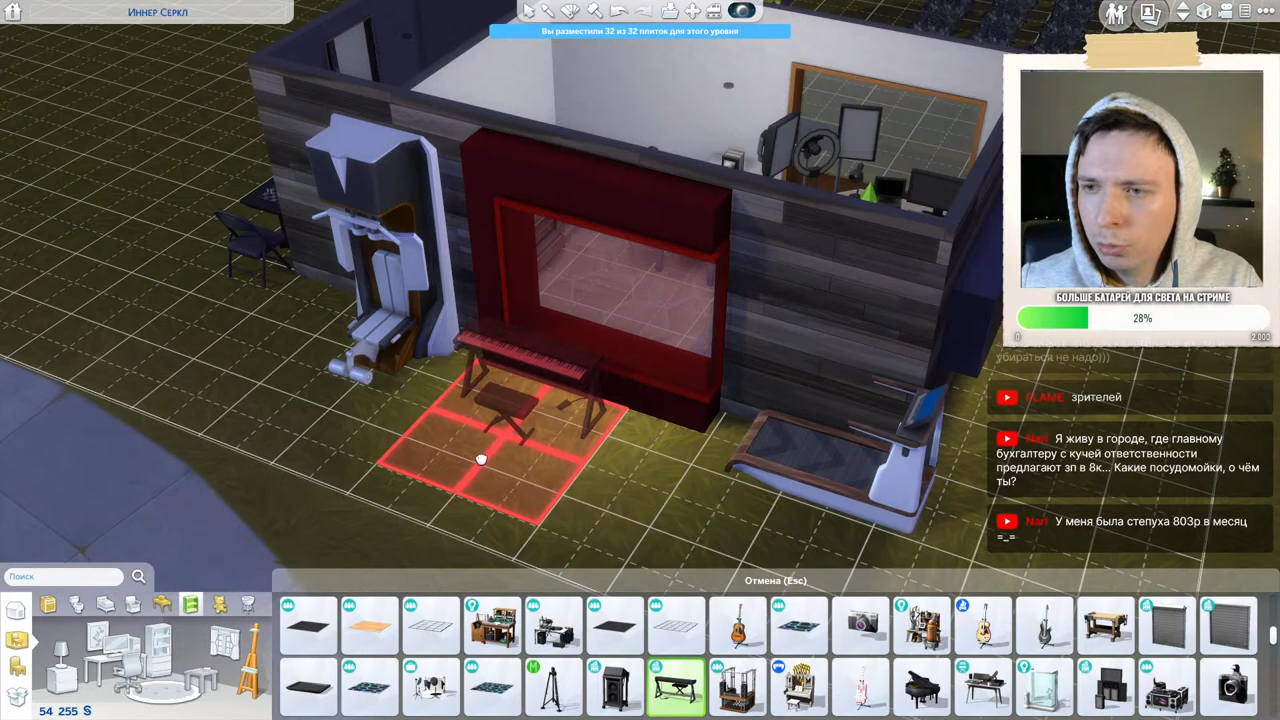 Иннер Серкл
Вы разместили 32 из 32 плиток для этого уровня
БОЛЬШЕ БАТАРЕЙ ДЛЯ СВЕТА НА СТРИМЕ
28%
0
2 000
убираться не надо)))
FLAME зрителей
Nari Я живу в городе, где главному
бухгалтеру с кучей ответственности
предлагают зп в 8к... Какие посудомойки, о чём
ты?
Nari У меня была степуха 803р в месяц
=_=
Поиск
Отмена (Esc)
54 255 $